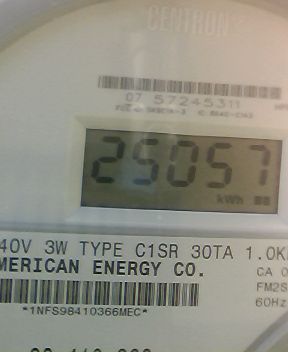 CENTRON
07 57245311
25057
kWh
40V 3W TYPE C1SR 30TA 1.0K
MERICAN ENERGY CO.
CA 0
FM2S
60Hz
*1NFS98410366MEC*